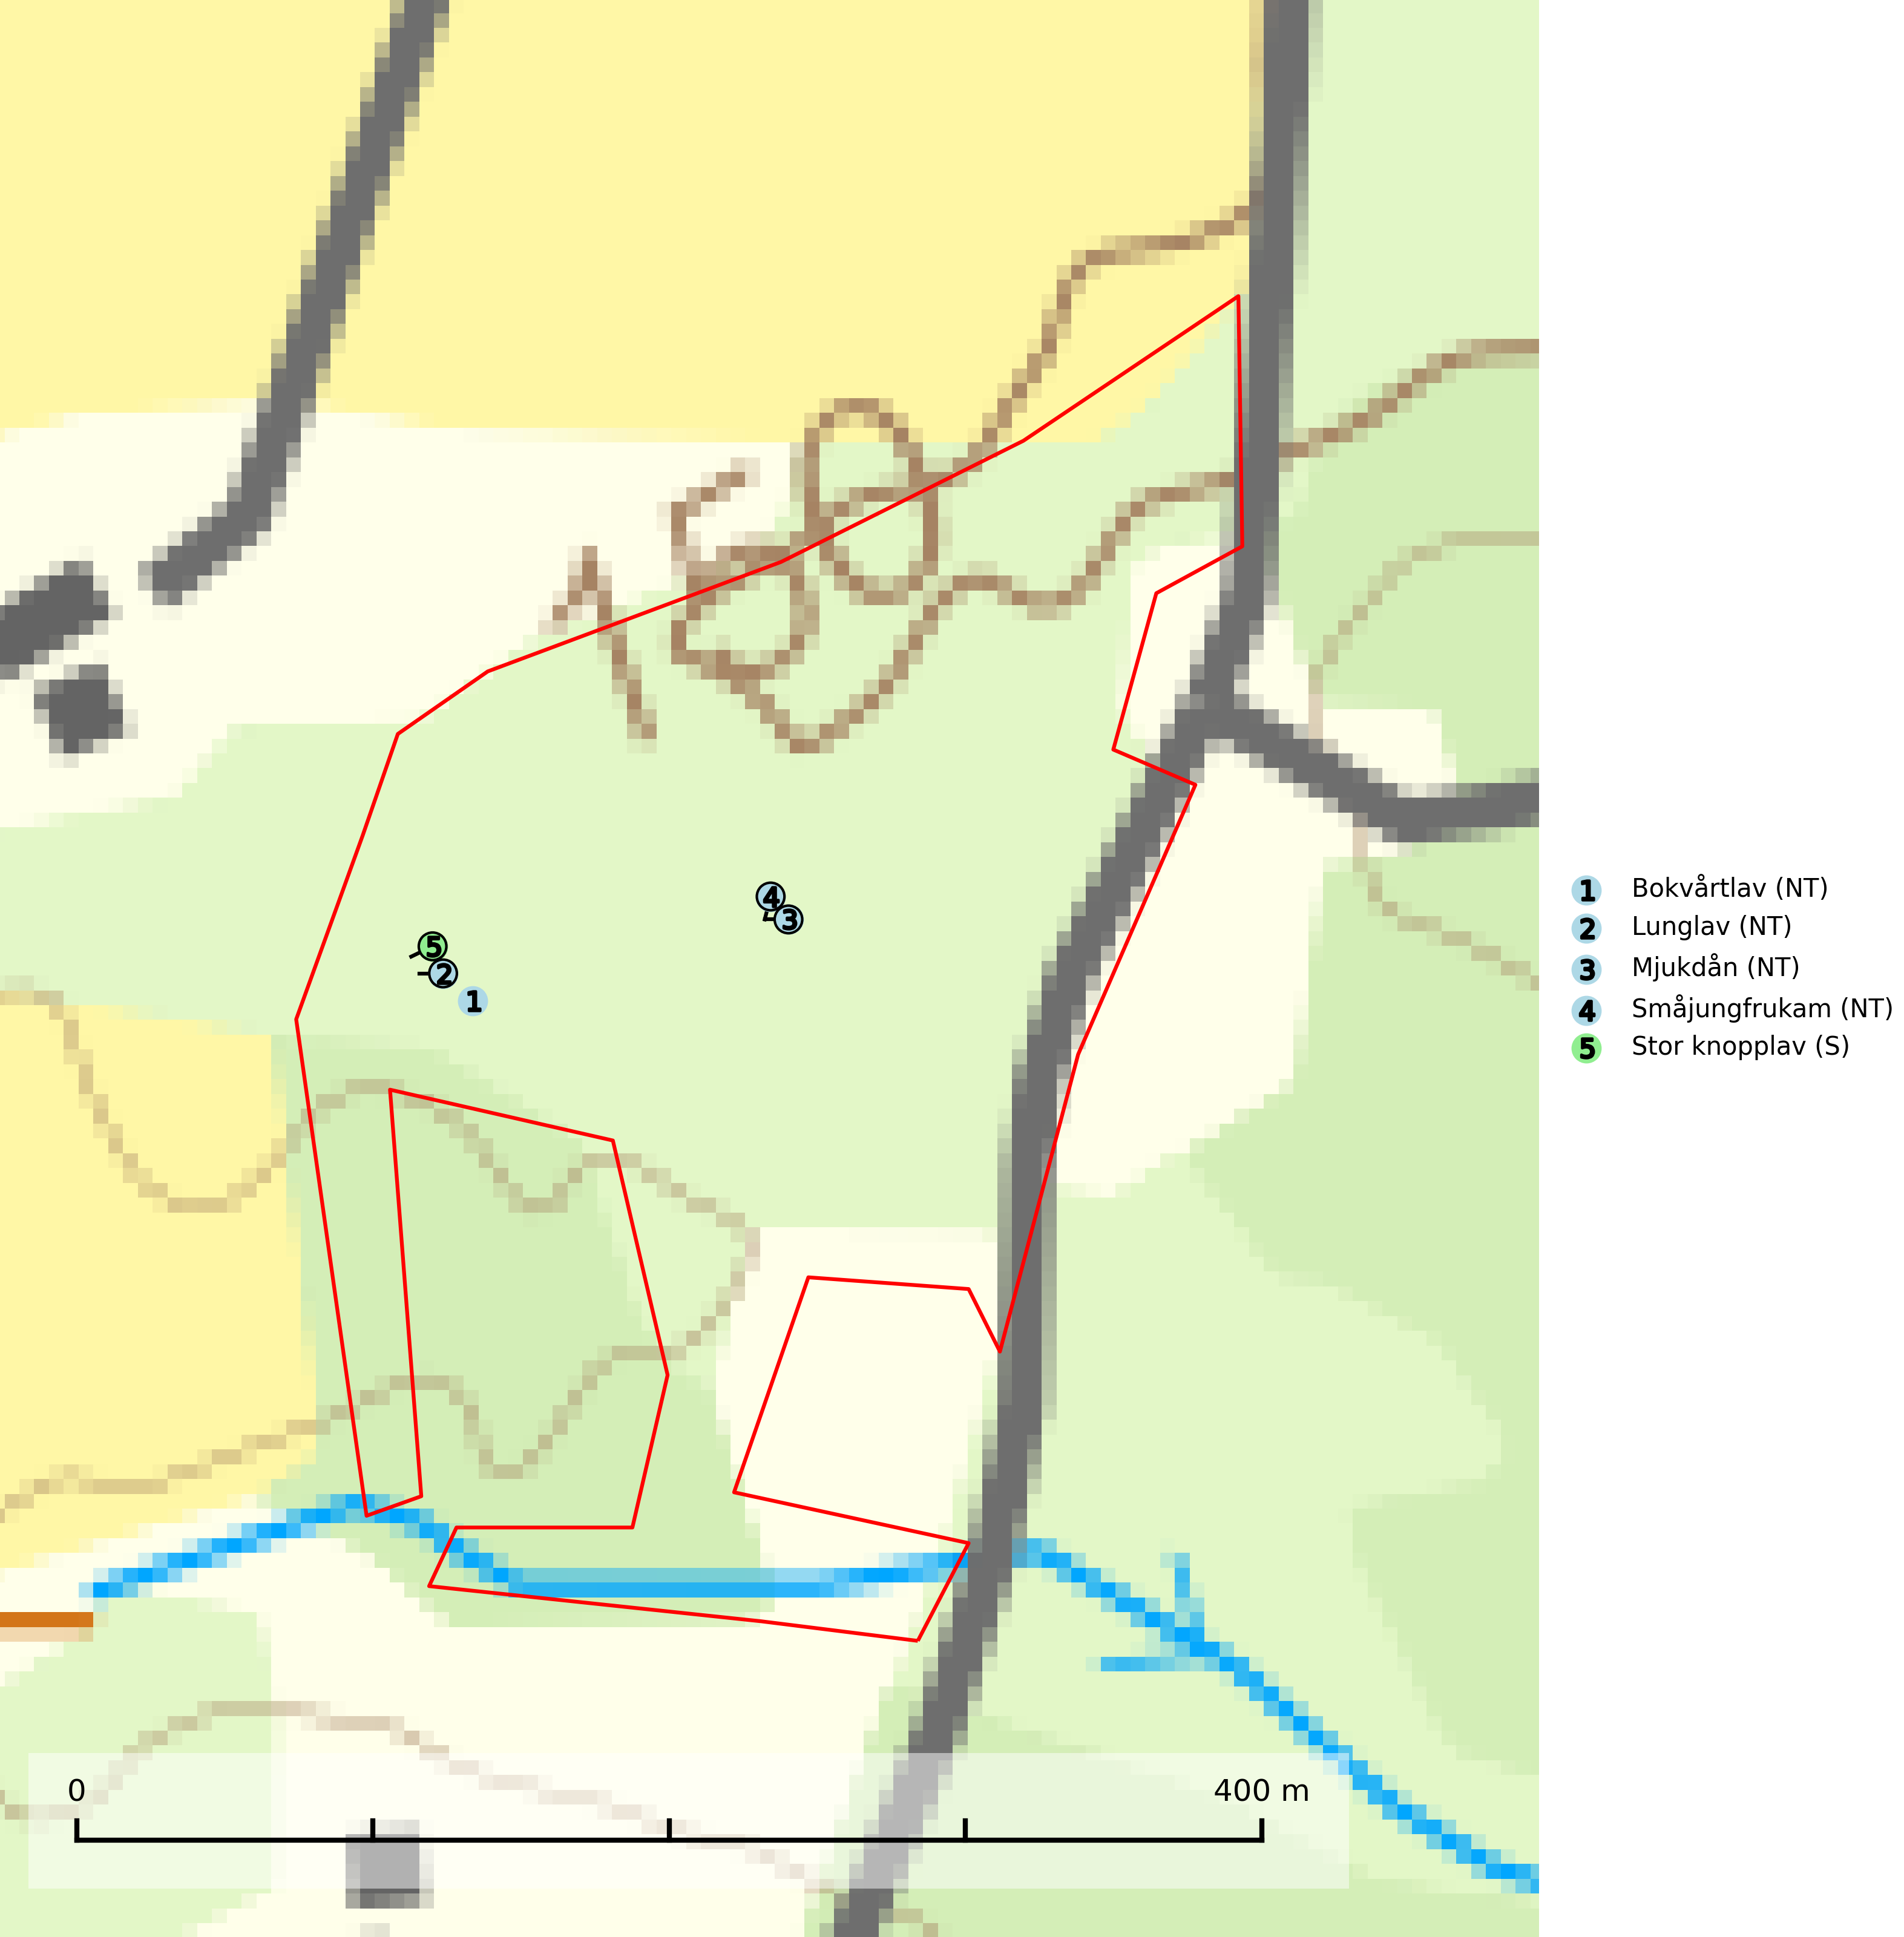 4
3
5
2
1
1 Bokvårtlav (NT)
2 Lunglav (NT)
3 Mjukdån (NT)
4 Småjungfrukam (NT)
5 Stor knopplav (S)
0 400 m